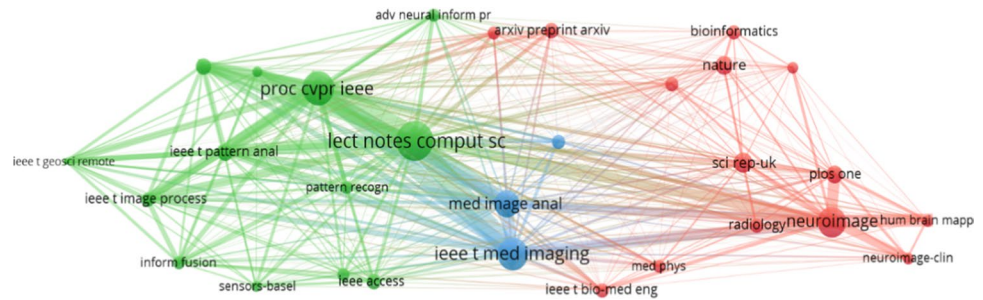 adv neural inform pr
arxiv preprint arxiv
bioinformatics
nature
proc cvpr ieee
lect notes comput sc
ieee t pattern anal
ieee t geosci remote
sci rep-uk
plos one
pattern recogn
ieee t image process
med image anal
radiology
neuroimage
hum brain mapp
ieee t med imaging
neuroimage-clin
inform fusion
med phys
ieee access
sensors-basel
ieee t bio-med eng